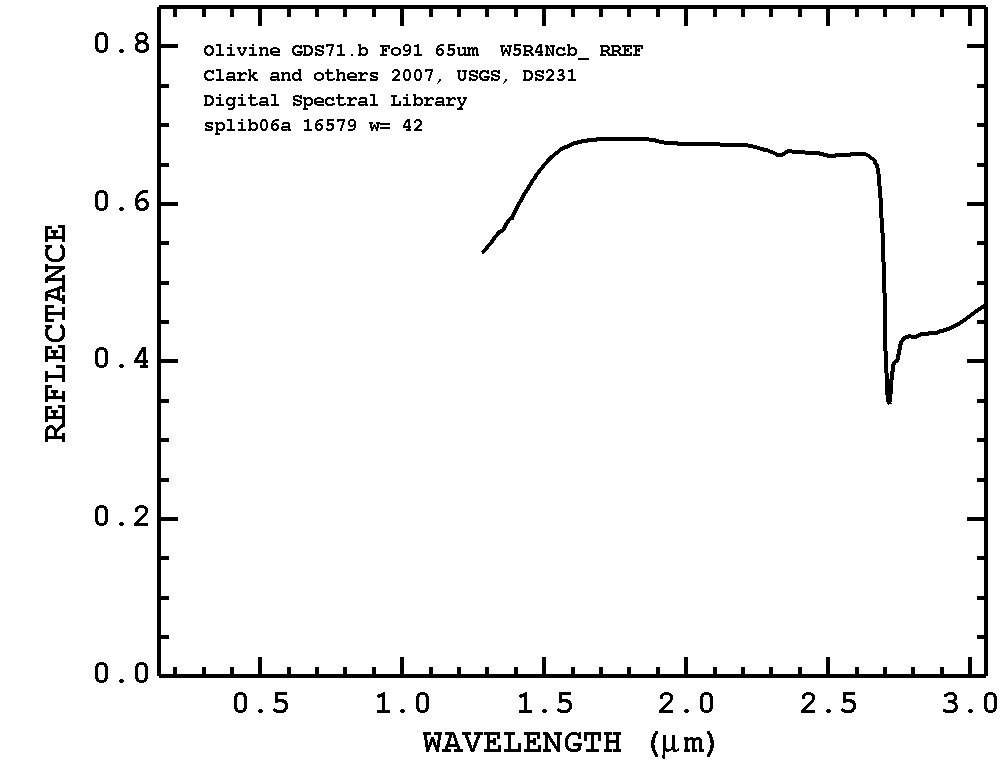 Olivine GDS71.b Fo91 65um W5R4Ncb_ RREF
Clark and others 2007, USGS, DS231
Digital Spectral Library
splib06a 16579 w= 42
REFLECTANCE
0.8
0.6
0.4
0.2
0.0
0.5 1.0 1.5 2.0 2.5 3.0
WAVELENGTH (μm)